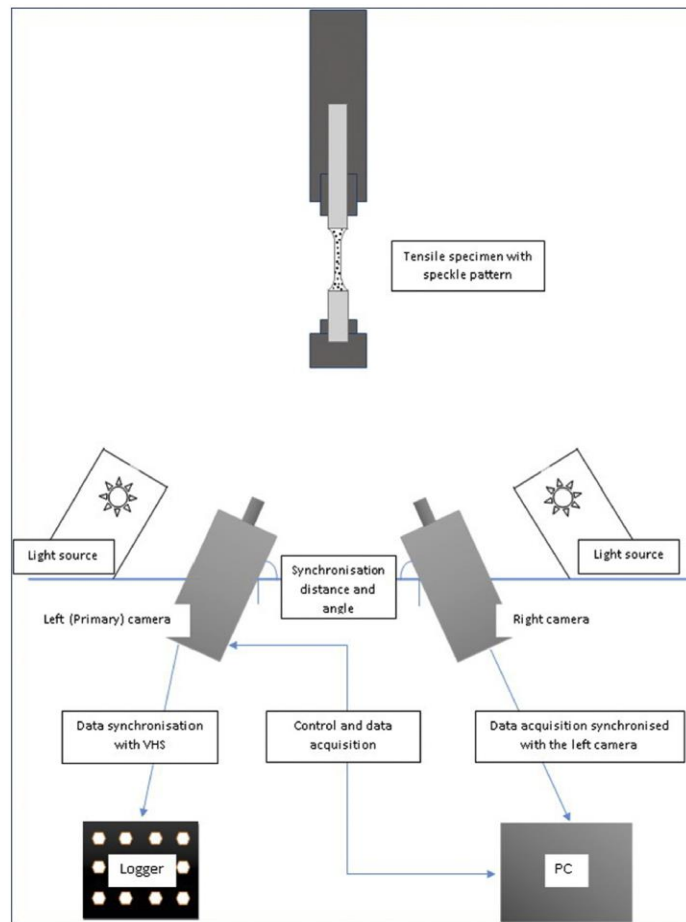 Tensile specimen with
speckle pattern
Light source
Synchronisation
distance and
angle
Light source
Left (Primary) camera
Right camera
Data synchronisation
with VHS
Control and data
acquisition
Data acquisition synchronised
with the left camera
Logger
PC